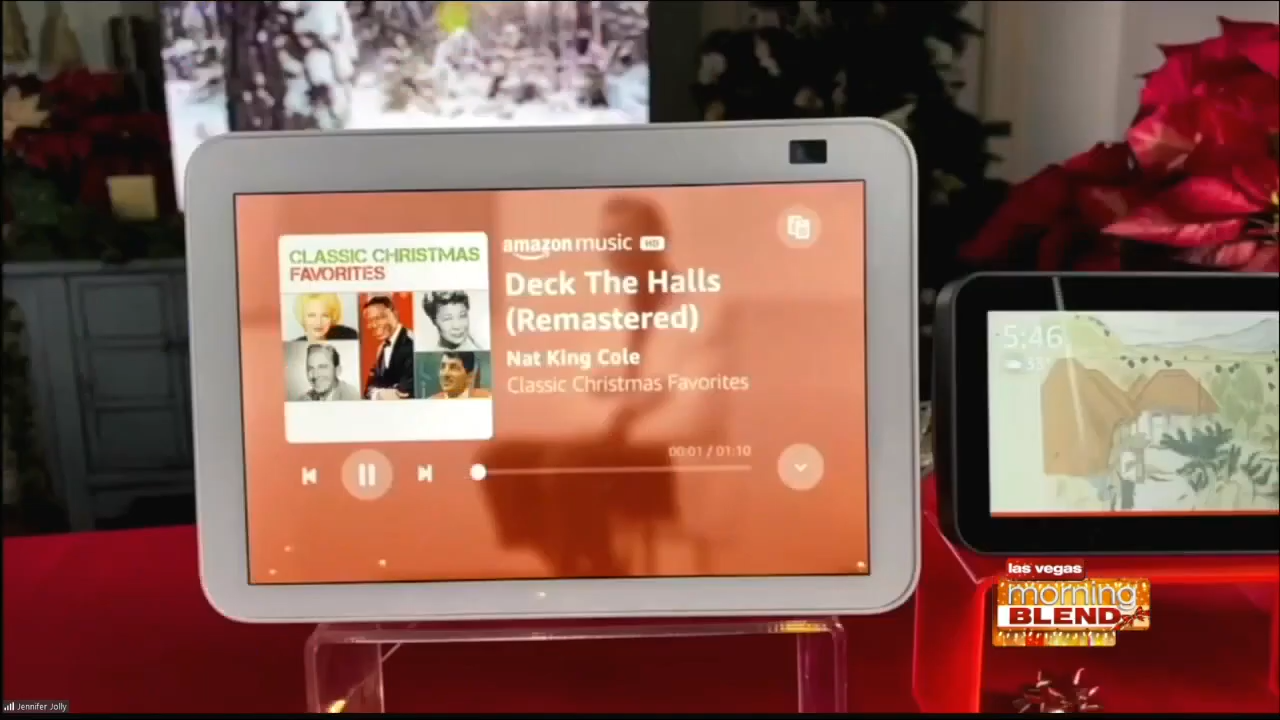 CLASSIC CHRISTMAS
FAVORITES
amazon music HD
Deck The Halls
(Remastered)
Nat King Cole
Classic Christmas Favorites
00:01 / 01:10
5:46
las vegas
morning
BLEND
Jennifer Jolly